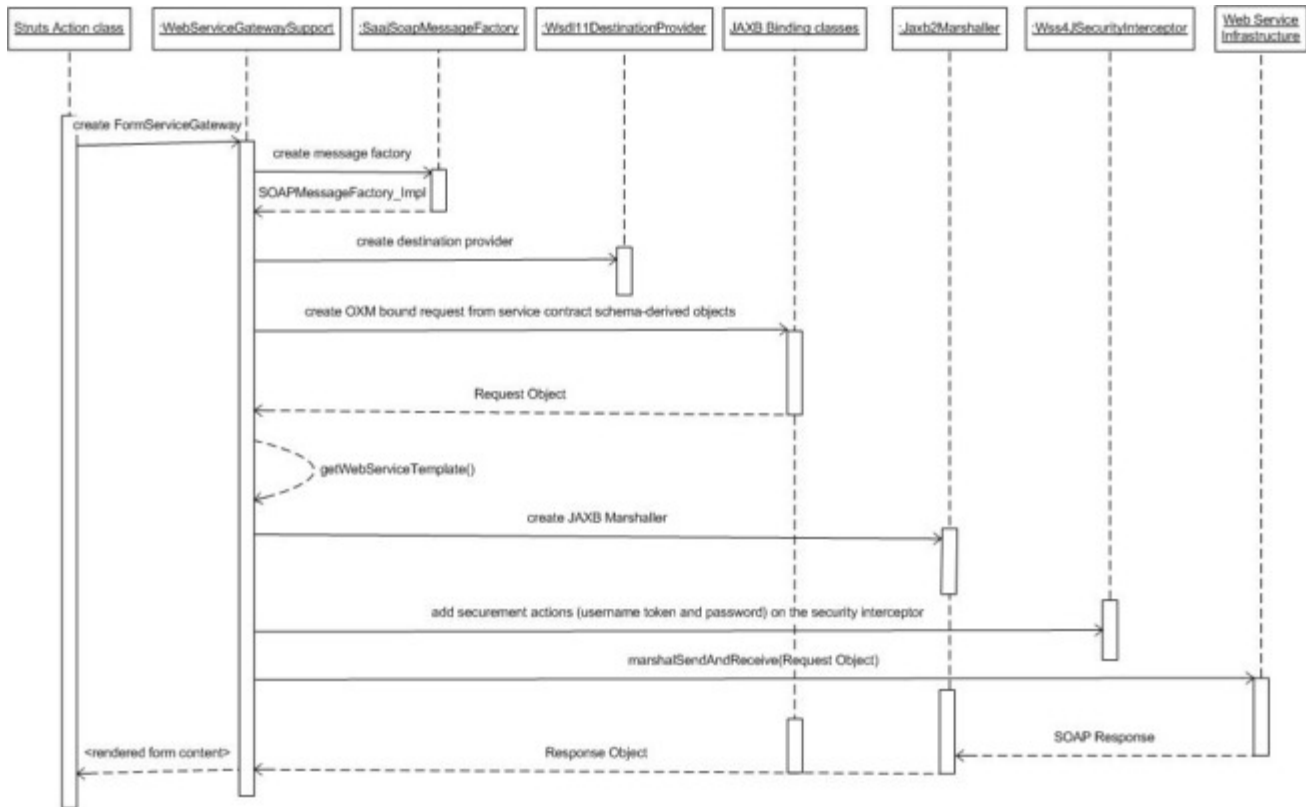 Struts Action class
:WebServiceGatewaySupport
:SaajSoapMessageFactory
:Wsdl11DestinationProvider
JAXB Binding classes
:Jaxb2Marshaller
:Wss4JSecurityInterceptor
Web Service
Infrastructure
create FormServiceGateway
create message factory
SOAPMessageFactory_Impl
create destination provider
create OXM bound request from service contract schema-derived objects
Request Object
getWebServiceTemplate()
create JAXB Marshaller
add securement actions (username token and password) on the security interceptor
marshalSendAndReceive(Request Object)
SOAP Response
Response Object
<rendered form content>